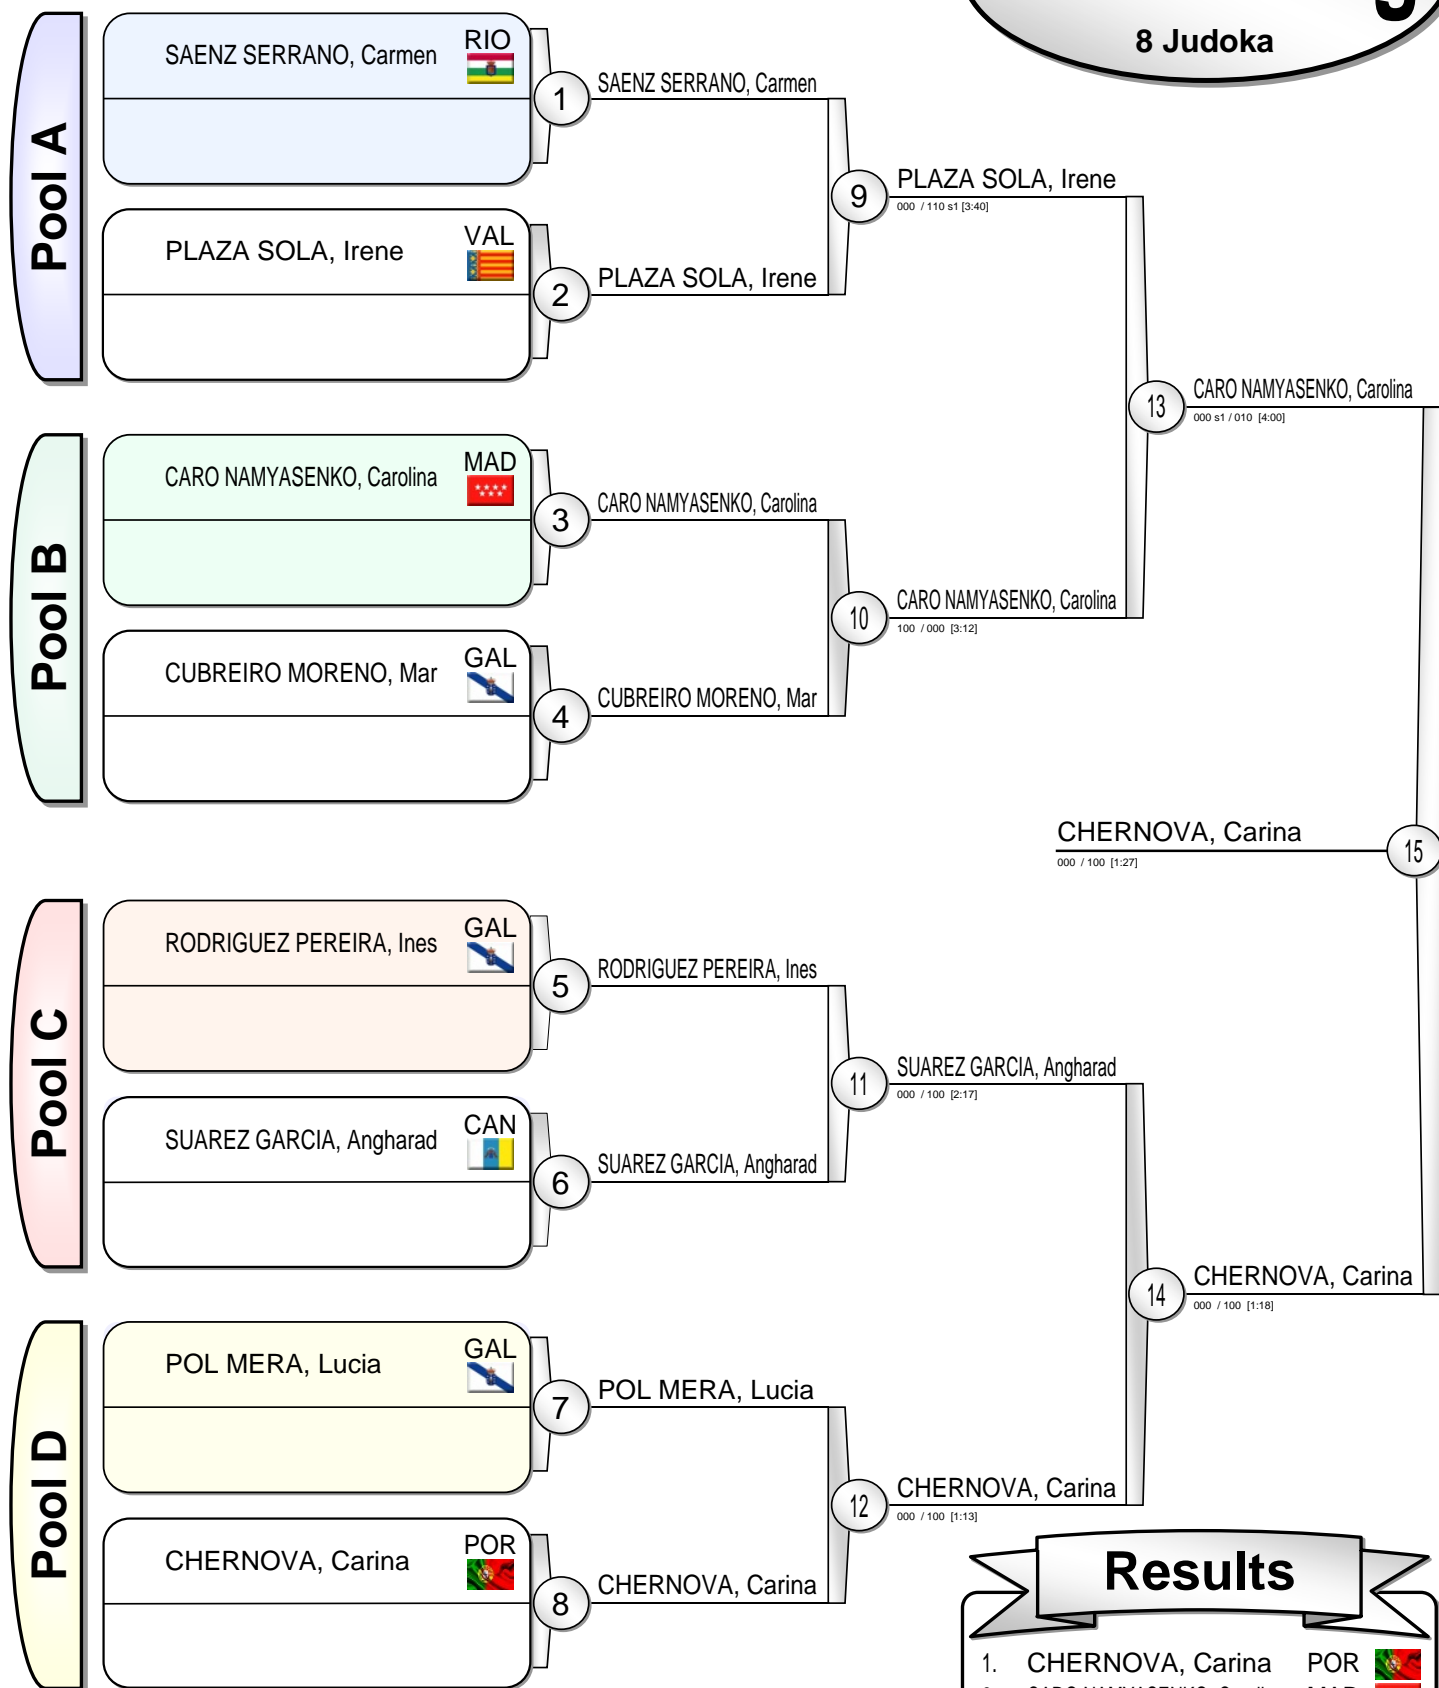 8 Judoka
Pool A
SAENZ SERRANO, Carmen RIO
1
SAENZ SERRANO, Carmen
PLAZA SOLA, Irene VAL
2
PLAZA SOLA, Irene
9
PLAZA SOLA, Irene
000 / 110 s1 [3:40]
Pool B
CARO NAMYASENKO, Carolina MAD
3
CARO NAMYASENKO, Carolina
CUBREIRO MORENO, Mar GAL
4
CUBREIRO MORENO, Mar
10
CARO NAMYASENKO, Carolina
100 / 000 [3:12]
13
CARO NAMYASENKO, Carolina
000 s1 / 010 [4:00]
CHERNOVA, Carina
000 / 100 [1:27]
15
Pool C
RODRIGUEZ PEREIRA, Ines GAL
5
RODRIGUEZ PEREIRA, Ines
SUAREZ GARCIA, Angharad CAN
6
SUAREZ GARCIA, Angharad
11
SUAREZ GARCIA, Angharad
000 / 100 [2:17]
Pool D
POL MERA, Lucia GAL
7
POL MERA, Lucia
CHERNOVA, Carina POR
8
CHERNOVA, Carina
12
CHERNOVA, Carina
000 / 100 [1:13]
14
CHERNOVA, Carina
000 / 100 [1:18]
Results
1. CHERNOVA, Carina POR